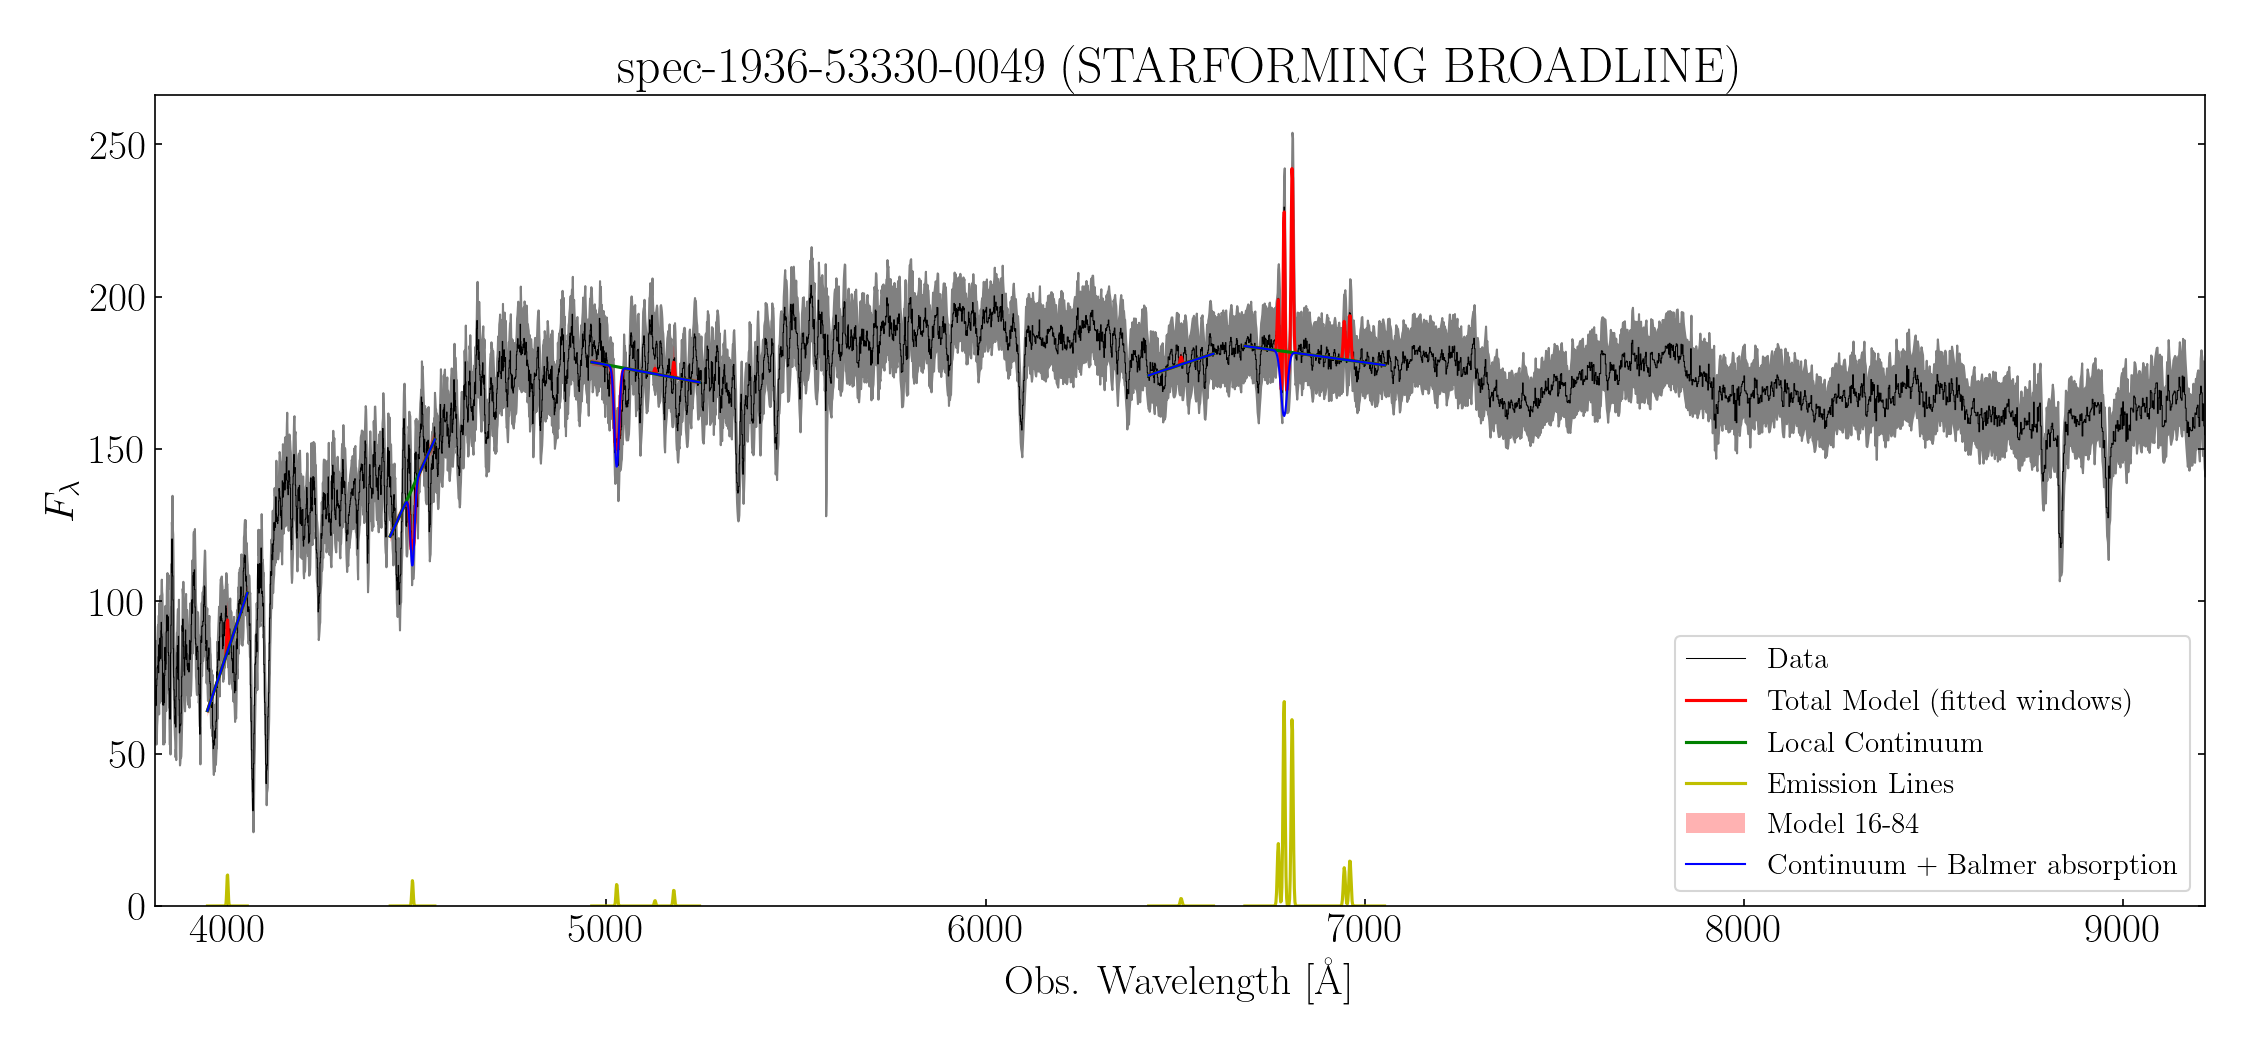 spec-1936-53330-0049 (STARFORMING BROADLINE)
250
200
150
100
50
0
F_λ
4000 5000 6000 7000 8000 9000
Obs. Wavelength [Å]
Data
Total Model (fitted windows)
Local Continuum
Emission Lines
Model 16-84
Continuum + Balmer absorption